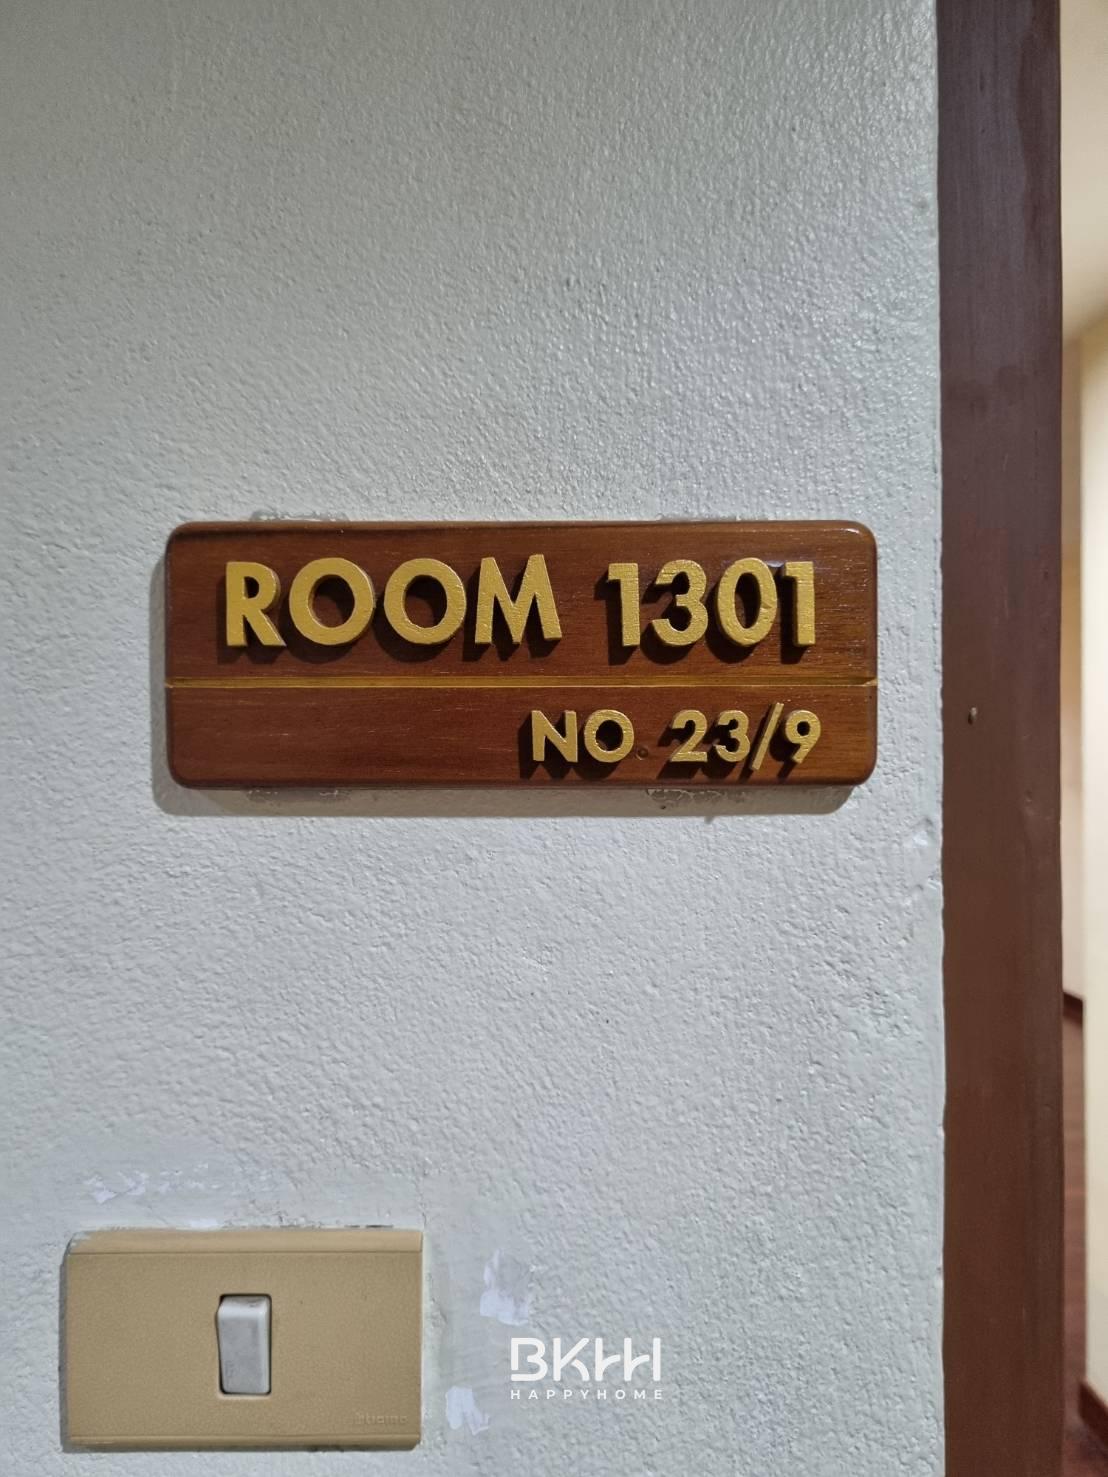 ROOM 1301
NO. 23/9
BKHH
HAPPYHOME